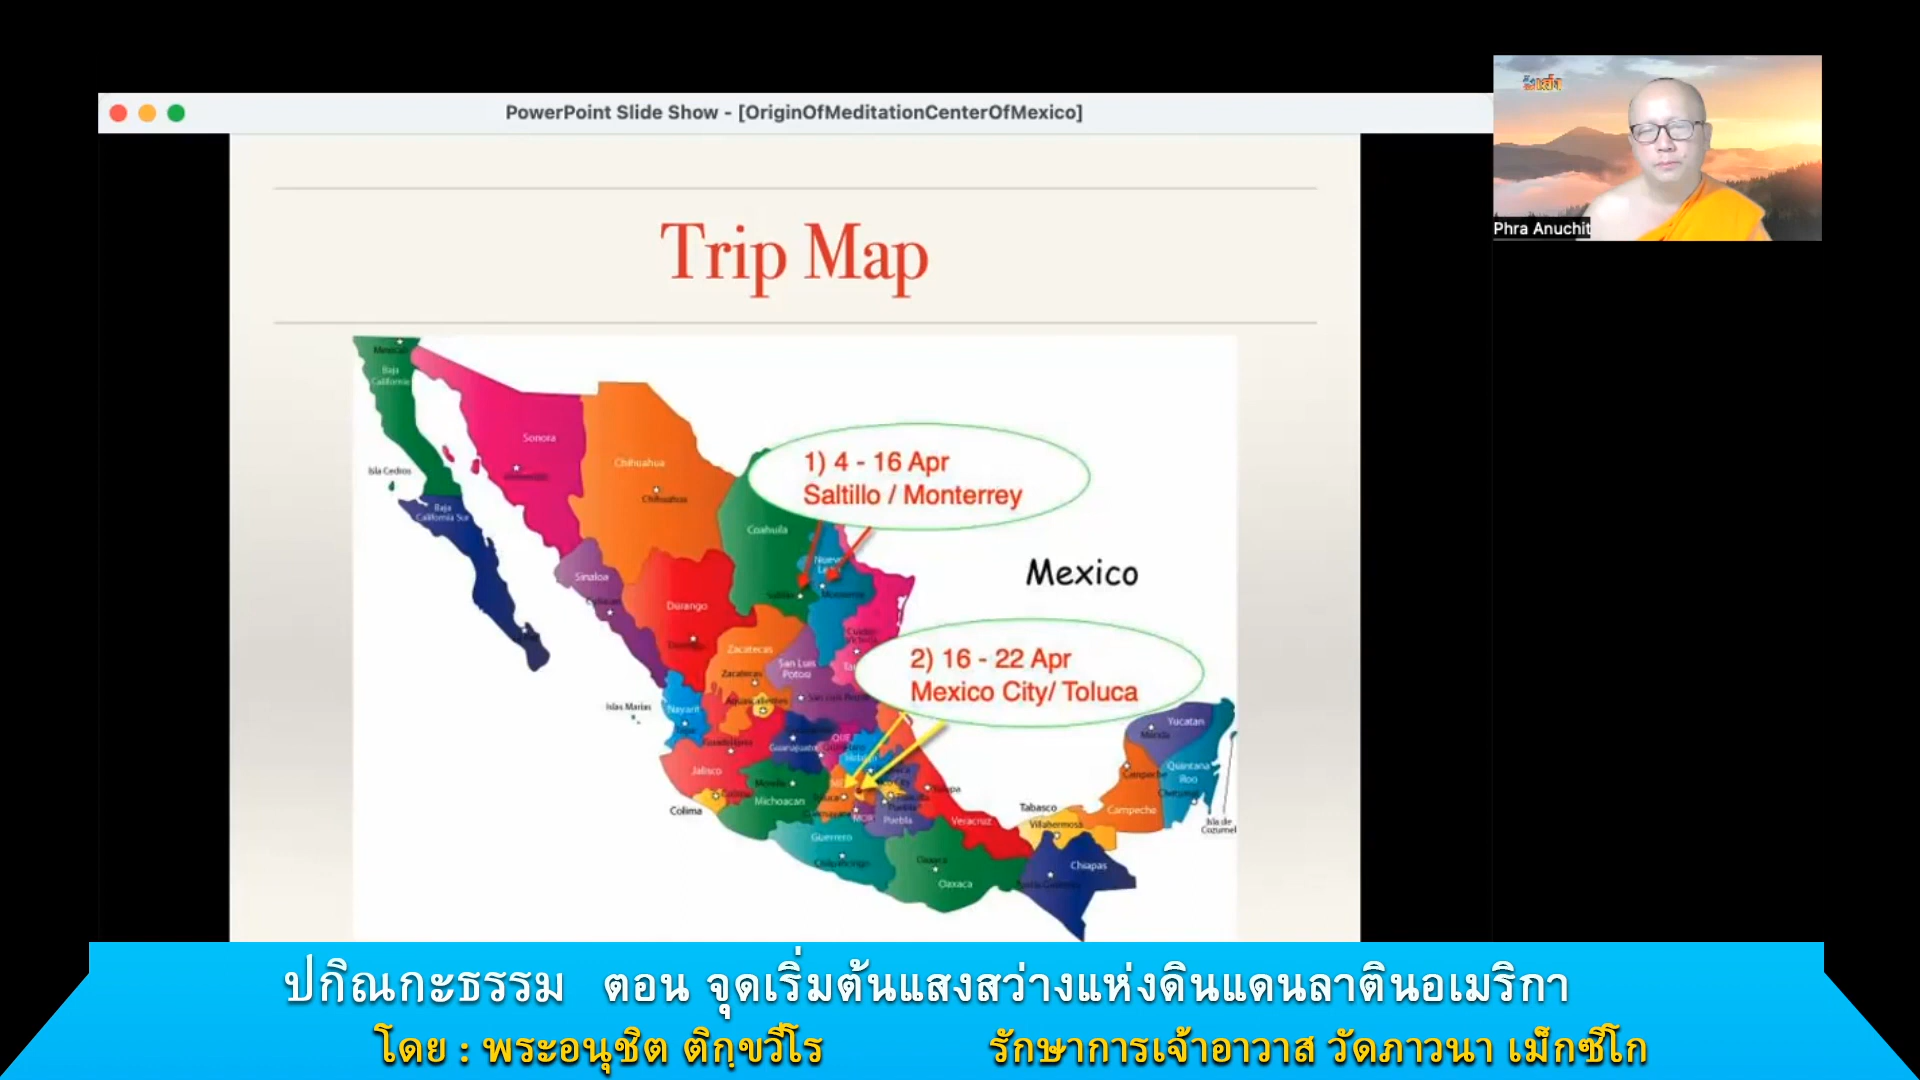 PowerPoint Slide Show - [OriginOfMeditationCenterOfMexico]
Phra Anuchit
Trip Map
Baja
California
Isla Cedros
Baja
California Sur
Sonora
Chihuahua
Chihuahua
1) 4 - 16 Apr
Saltillo / Monterrey
Coahuila
Mexico
Sinaloa
Durango
Zacatecas
Zacatecas
San Luis
Potosi
2) 16 - 22 Apr
Mexico City/ Toluca
Islas Marias
Nayarit
Jalisco
Colima
Michoacan
Guerrero
Puebla
Veracruz
Oaxaca
Tabasco
Villahermosa
Chiapas
Campeche
Yucatan
Quintana
Roo
Isla de
Cozumel
ปกิณกะธรรม ตอน จุดเริ่มต้นแสงสว่างแห่งดินแดนลาตินอเมริกา
โดย : พระอนุชิต ติกฺขวีโร รักษาการเจ้าอาวาส วัดภาวนา เม็กซีโก